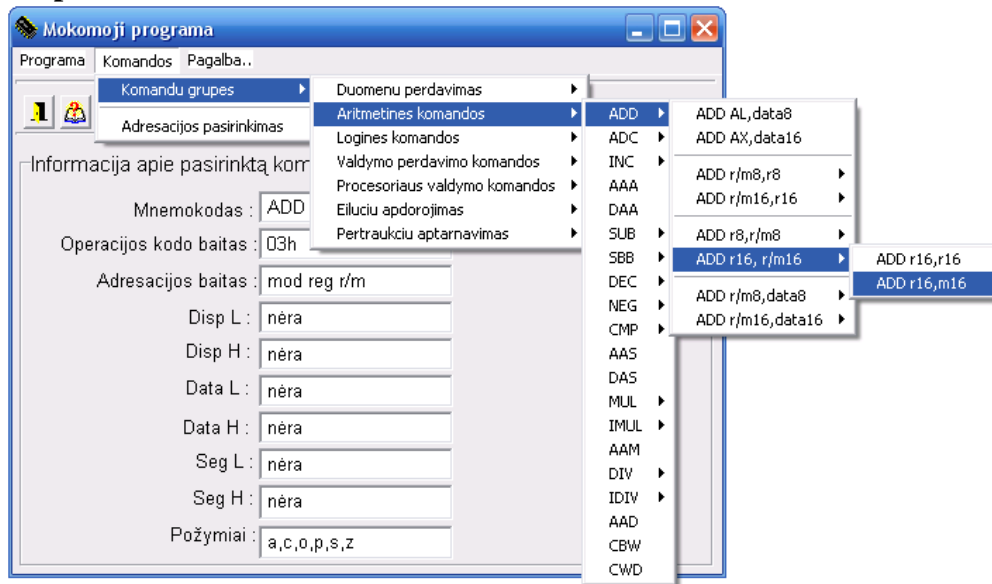 Mokomoji programa
Programa Komandos Pagalba..
Komandu grupes
Adresacijos pasirinkimas
Duomenu perdavimas
Aritmetines komandos
Logines komandos
Valdymo perdavimo komandos
Procesoriaus valdymo komandos
Eiluciu apdorojimas
Pertraukciu aptarnavimas
ADD
ADC
INC
AAA
DAA
SUB
SBB
DEC
NEG
CMP
AAS
DAS
MUL
IMUL
AAM
DIV
IDIV
AAD
CBW
CWD
ADD AL,data8
ADD AX,data16
ADD r/m8,r8
ADD r/m16,r16
ADD r8,r/m8
ADD r16, r/m16
ADD r/m8,data8
ADD r/m16,data16
ADD r16,r16
ADD r16,m16
Informacija apie pasirinktą kom
Mnemokodas : ADD
Operacijos kodo baitas : 03h
Adresacijos baitas : mod reg r/m
Disp L : nėra
Disp H : nėra
Data L : nėra
Data H : nėra
Seg L : nėra
Seg H : nėra
Požymiai : a,c,o,p,s,z